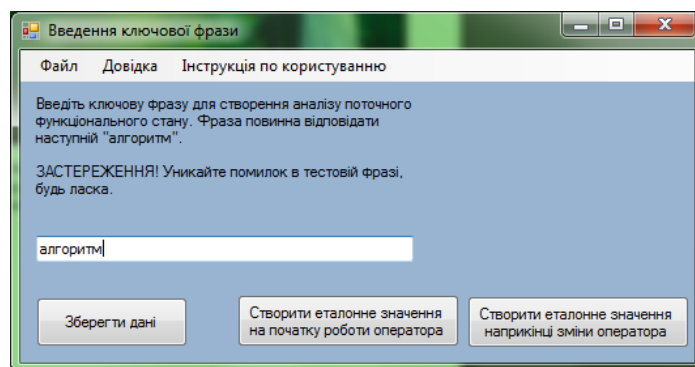 Введення ключової фрази
Файл Довідка Інструкція по користуванню
Введіть ключову фразу для створення аналізу поточного
функціонального стану. Фраза повинна відповідати
наступній "алгоритм".
ЗАСТЕРЕЖЕННЯ! Уникайте помилок в тестовій фразі,
будь ласка.
алгоритм
Зберегти дані
Створити еталонне значення
на початку роботи оператора
Створити еталонне значення
наприкінці зміни оператора